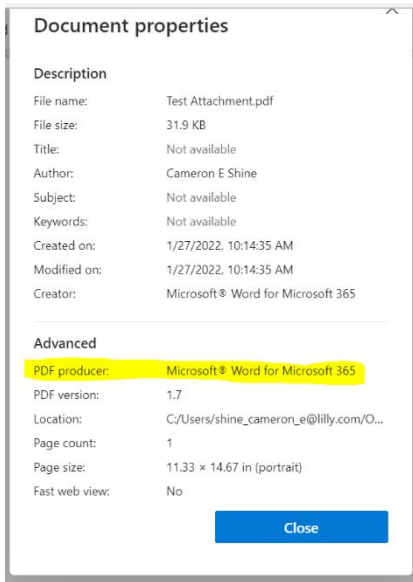 Document properties
Description
File name: Test Attachment.pdf
File size: 31.9 KB
Title: Not available
Author: Cameron E Shine
Subject: Not available
Keywords: Not available
Created on: 1/27/2022, 10:14:35 AM
Modified on: 1/27/2022, 10:14:35 AM
Creator: Microsoft® Word for Microsoft 365
Advanced
PDF producer: Microsoft® Word for Microsoft 365
PDF version: 1.7
Location: C:/Users/shine_cameron_e@lilly.com/O...
Page count: 1
Page size: 11.33 × 14.67 in (portrait)
Fast web view: No
Close